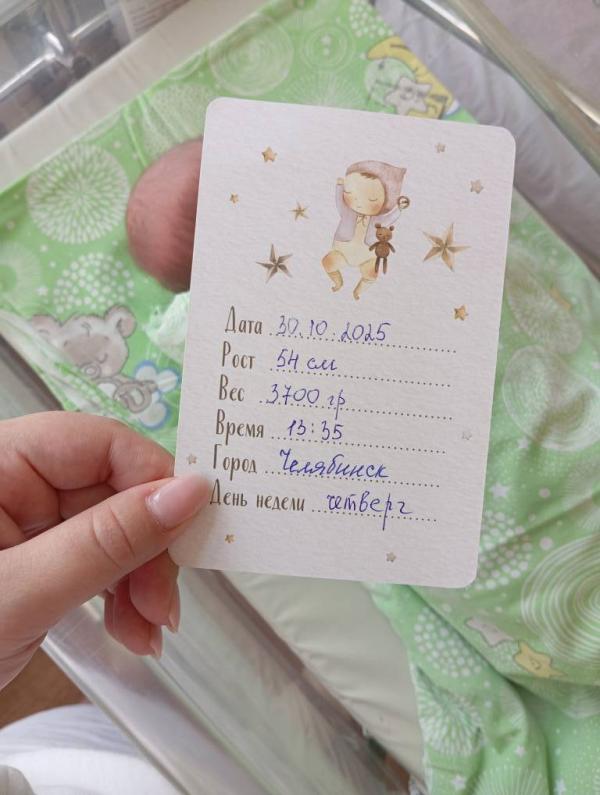 Дата 30.10.2025
Рост 54 см
Вес 3700 гр
Время 13:35
Город Челябинск
День недели четверг